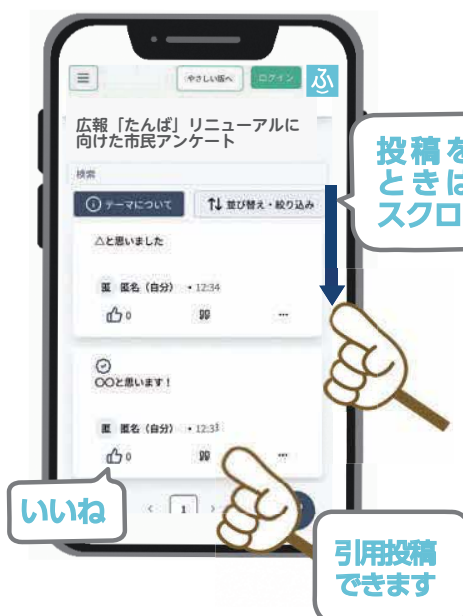 やさしい版へ ログイン ふ
広報「たんば」リニューアルに
向けた市民アンケート
検索
テーマについて 並び替え・絞り込み
投稿を
ときは
スクロ
△と思いました
匿 匿名（自分） • 12:34
0
○○と思います！
匿 匿名（自分） • 12:33
0
いいね
1
引用投稿
できます